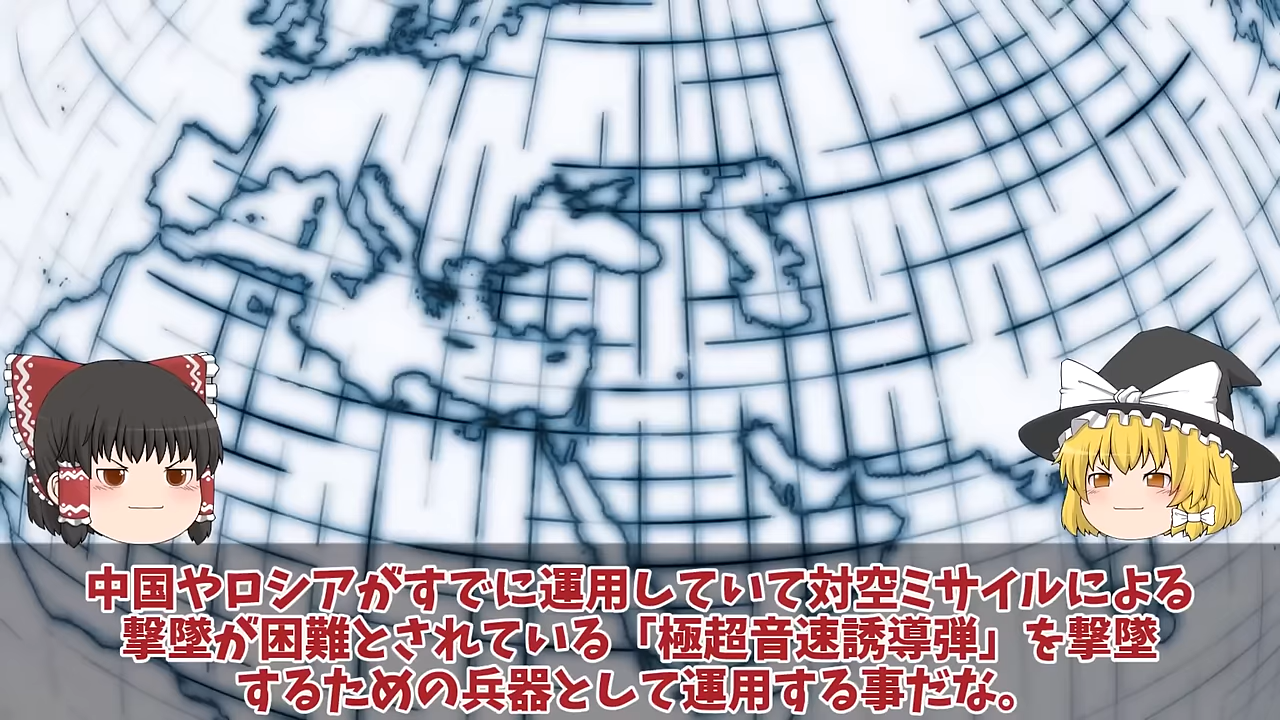 中国やロシアがすでに運用していて対空ミサイルによる
撃墜が困難とされている「極超音速誘導弾」を撃墜
するための兵器として運用する事だな。